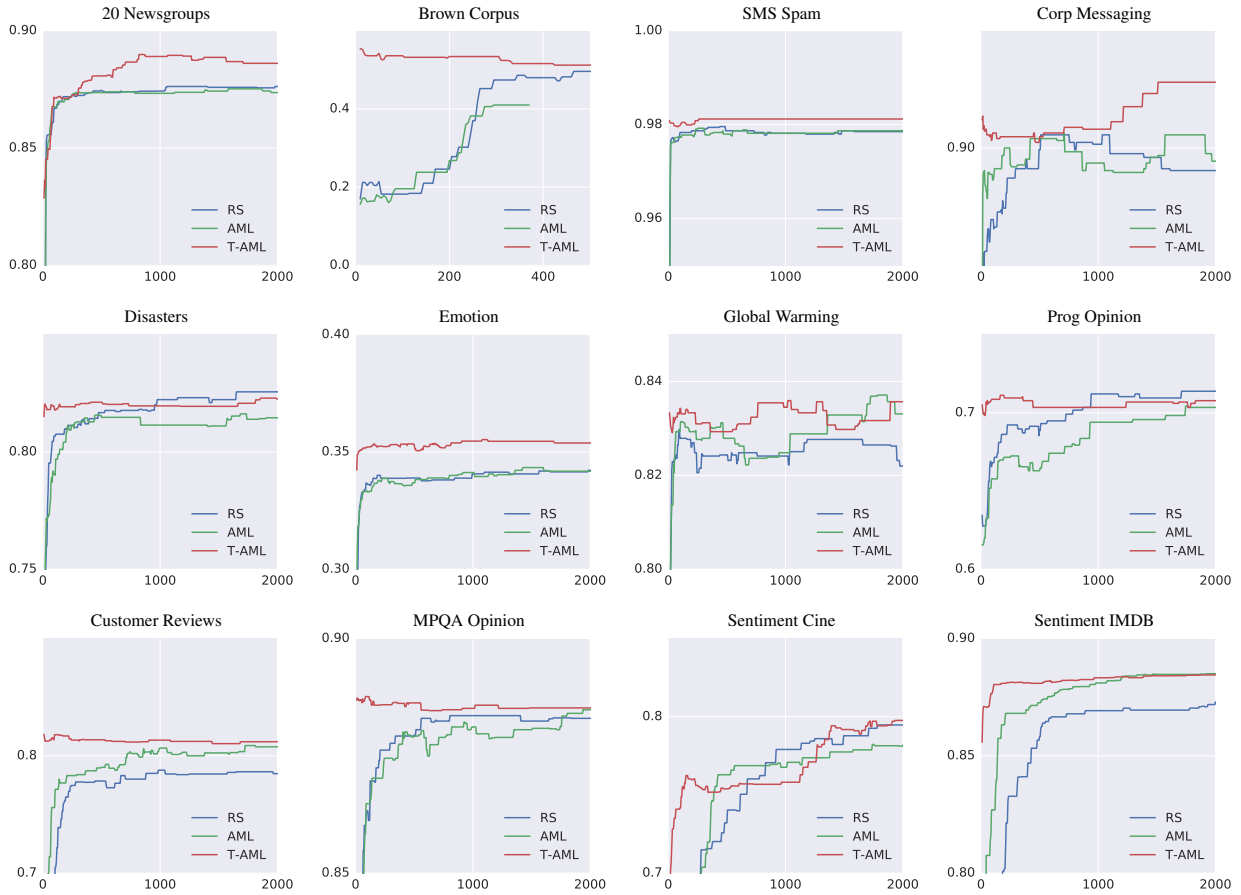 20 Newsgroups
0.90
0.85
0.80
0
1000
2000
RS
AML
T-AML
Brown Corpus
0.4
0.2
0.0
0
200
400
RS
AML
T-AML
SMS Spam
1.00
0.98
0.96
0
1000
2000
RS
AML
T-AML
Corp Messaging
0.90
0
1000
2000
RS
AML
T-AML
Disasters
0.80
0.75
0
1000
2000
RS
AML
T-AML
Emotion
0.40
0.35
0.30
0
1000
2000
RS
AML
T-AML
Global Warming
0.84
0.82
0.80
0
1000
2000
RS
AML
T-AML
Prog Opinion
0.7
0.6
0
1000
2000
RS
AML
T-AML
Customer Reviews
0.8
0.7
0
1000
2000
RS
AML
T-AML
MPQA Opinion
0.90
0.85
0
1000
2000
RS
AML
T-AML
Sentiment Cine
0.8
0.7
0
1000
2000
RS
AML
T-AML
Sentiment IMDB
0.90
0.85
0.80
0
1000
2000
RS
AML
T-AML